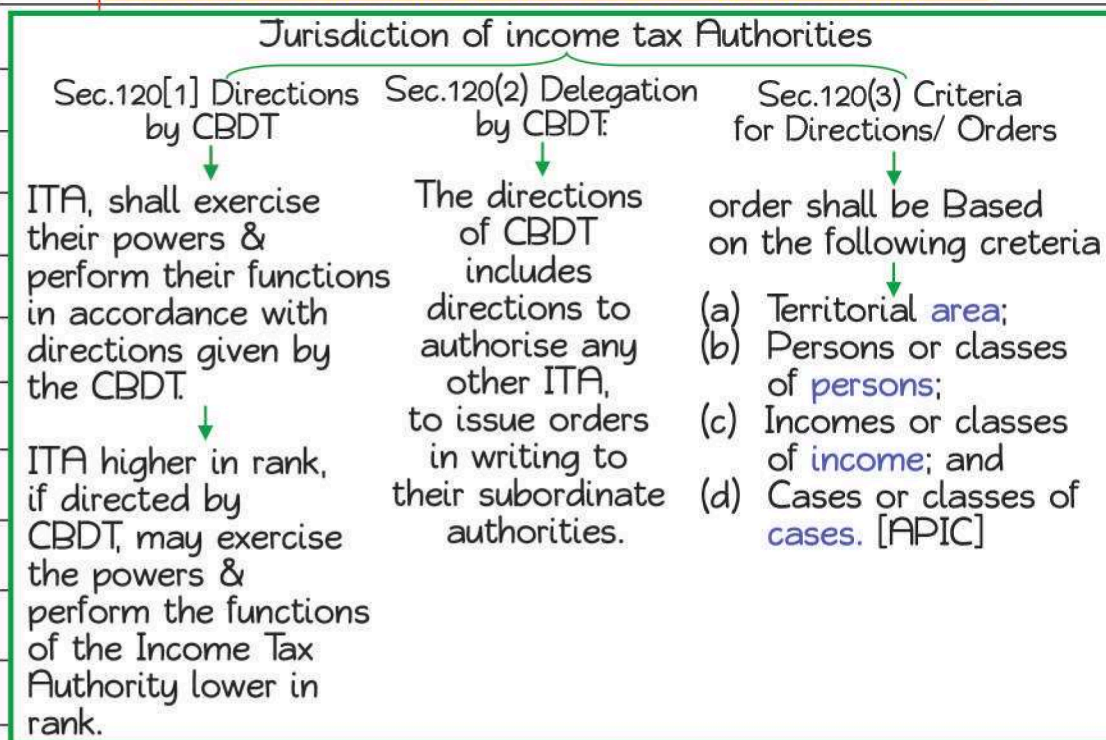 Jurisdiction of income tax Authorities
Sec.120[1] Directions
by CBDT
ITA, shall exercise
their powers &
perform their functions
in accordance with
directions given by
the CBDT.
ITA higher in rank,
if directed by
CBDT, may exercise
the powers &
perform the functions
of the Income Tax
Authority lower in
rank.
Sec.120(2) Delegation
by CBDT:
The directions
of CBDT
includes
directions to
authorise any
other ITA,
to issue orders
in writing to
their subordinate
authorities.
Sec.120(3) Criteria
for Directions/ Orders
order shall be Based
on the following creteria
(a) Territorial area;
(b) Persons or classes
of persons;
(c) Incomes or classes
of income; and
(d) Cases or classes of
cases. [APIC]